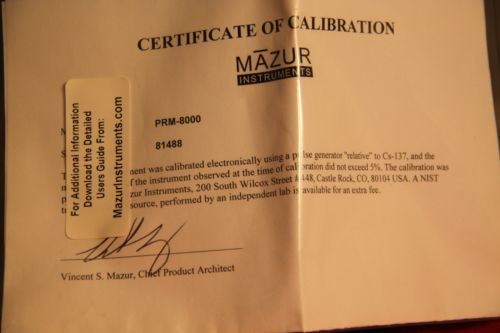 CERTIFICATE OF CALIBRATION
MAZUR
INSTRUMENTS
PRM-8000
81488
ment was calibrated electronically using a pulse generator "relative" to Cs-137, and the
of the instrument observed at the time of calibration did not exceed 5%. The calibration was
zur Instruments, 200 South Wilcox Street #448, Castle Rock, CO, 80104 USA. A NIST
source, performed by an independent lab is available for an extra fee.
For Additional Information
Download the Detailed
Users Guide From:
MazurInstruments.com
Vincent S. Mazur, Chief Product Architect